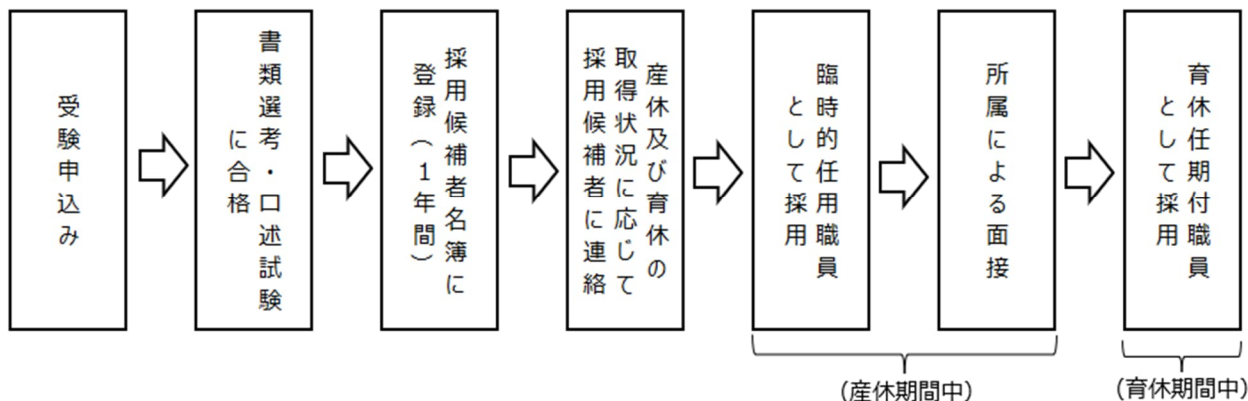 受験申込み
書類選考・口述試験
に合格
採用候補者名簿に
登録（１年間）
産休及び育休の
取得状況に応じて
採用候補者に連絡
臨時的任用職員
として採用
所属による面接
育休任期付職員
として採用
(産休期間中)
(育休期間中)